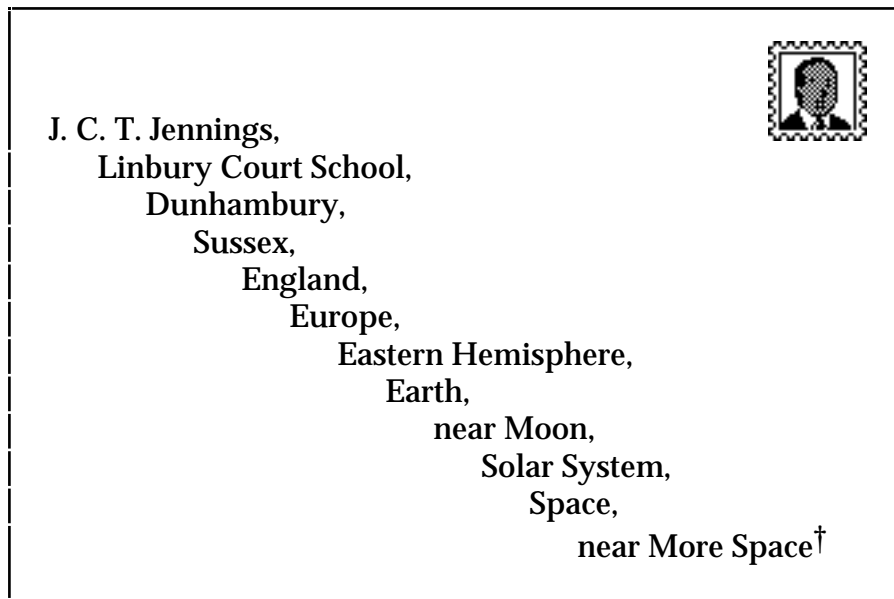 J. C. T. Jennings,
Linbury Court School,
Dunhambury,
Sussex,
England,
Europe,
Eastern Hemisphere,
Earth,
near Moon,
Solar System,
Space,
near More Space†